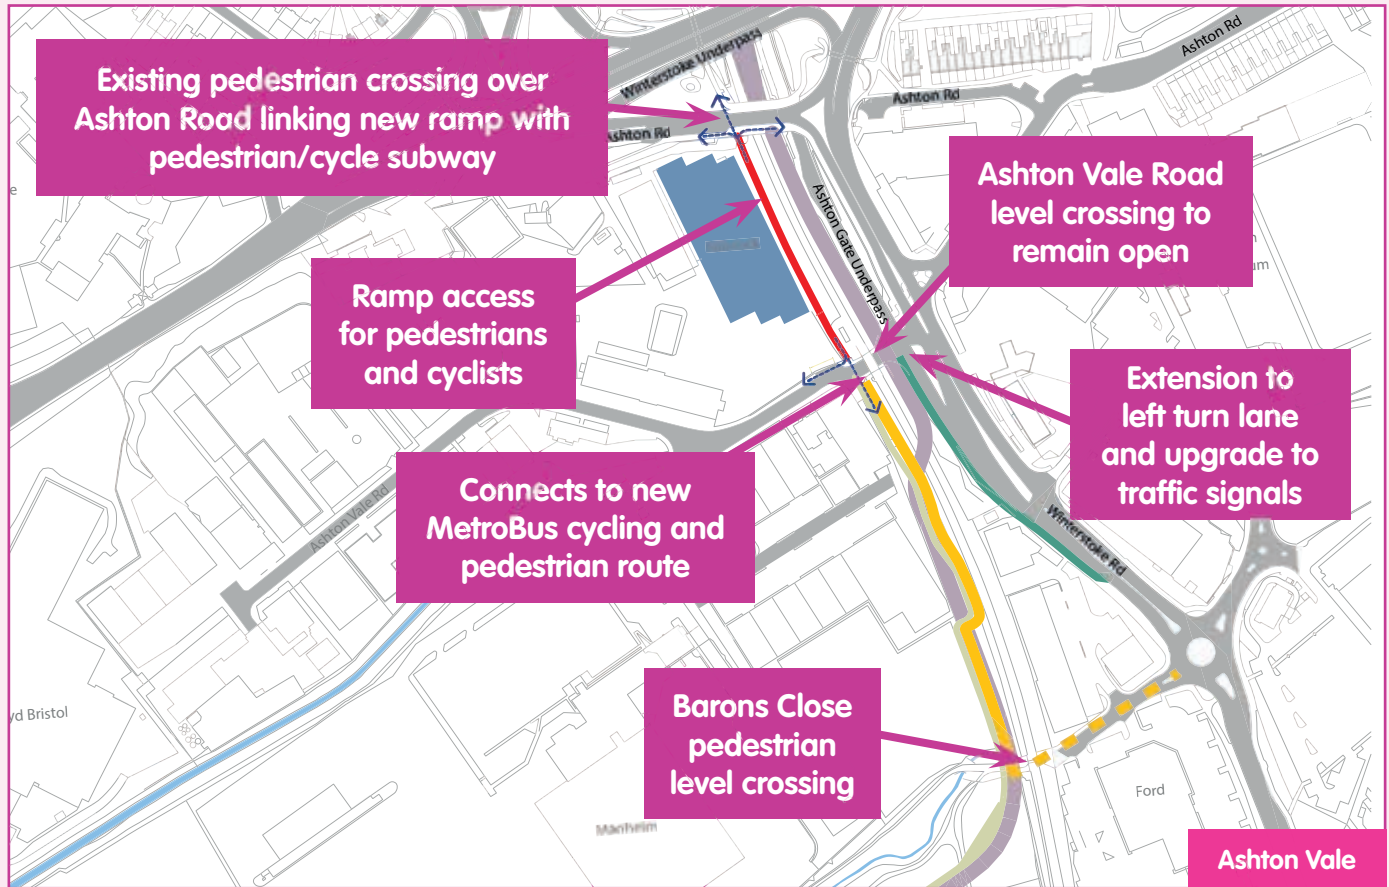 Existing pedestrian crossing over
Ashton Road linking new ramp with
pedestrian/cycle subway
Winterstoke Underpass
Ashton Rd
Ashton Rd
Ashton Rd
Ashton Vale Road
level crossing to
remain open
Ashton Gate Underpass
Ramp access
for pedestrians
and cyclists
Extension to
left turn lane
and upgrade to
traffic signals
Connects to new
MetroBus cycling and
pedestrian route
Ashton Vale Rd
Winterstoke Rd
yd Bristol
Barons Close
pedestrian
level crossing
Ford
Manheim
Ashton Vale